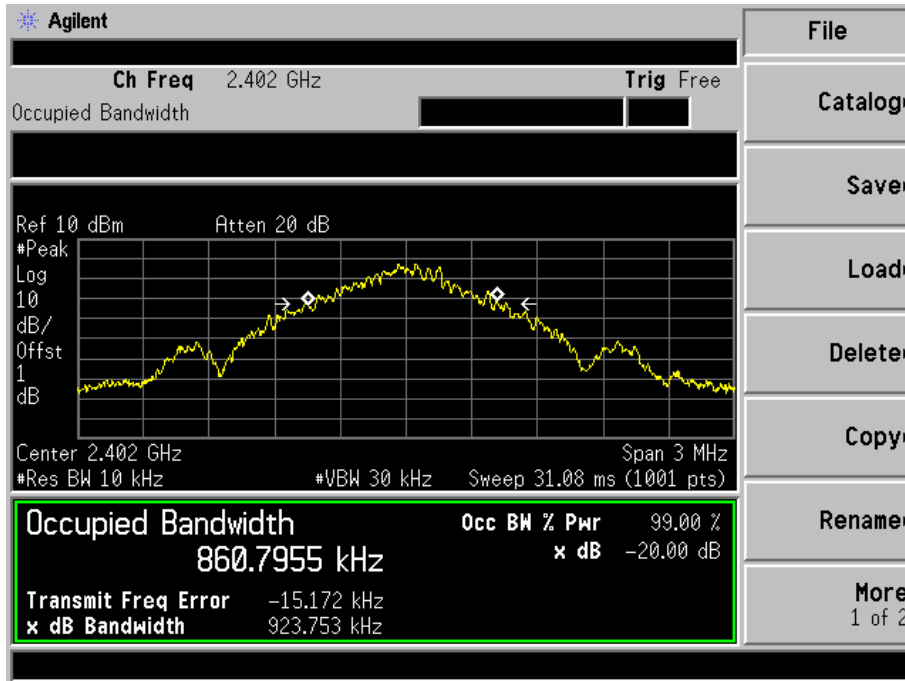 Agilent
Ch Freq 2.402 GHz Trig Free
Occupied Bandwidth
Ref 10 dBm Atten 20 dB
#Peak
Log
10
dB/
Offst
1
dB
Center 2.402 GHz Span 3 MHz
#Res BW 10 kHz #VBW 30 kHz Sweep 31.08 ms (1001 pts)
Occupied Bandwidth Occ BW % Pwr 99.00 %
860.7955 kHz x dB -20.00 dB
Transmit Freq Error -15.172 kHz
x dB Bandwidth 923.753 kHz
File
Catalog
Save
Load
Delete
Copy
Rename
More
1 of 2